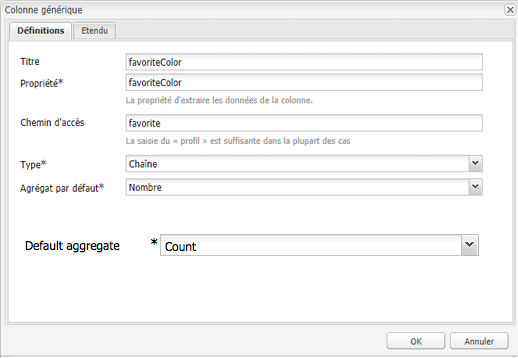 Colonne générique
Définitions Etendu
Titre favoriteColor
Propriété* favoriteColor
La propriété d'extraire les données de la colonne.
Chemin d'accès favorite
La saisie du « profil » est suffisante dans la plupart des cas
Type* Chaîne
Agrégat par défaut* Nombre
Default aggregate * Count
OK Annuler